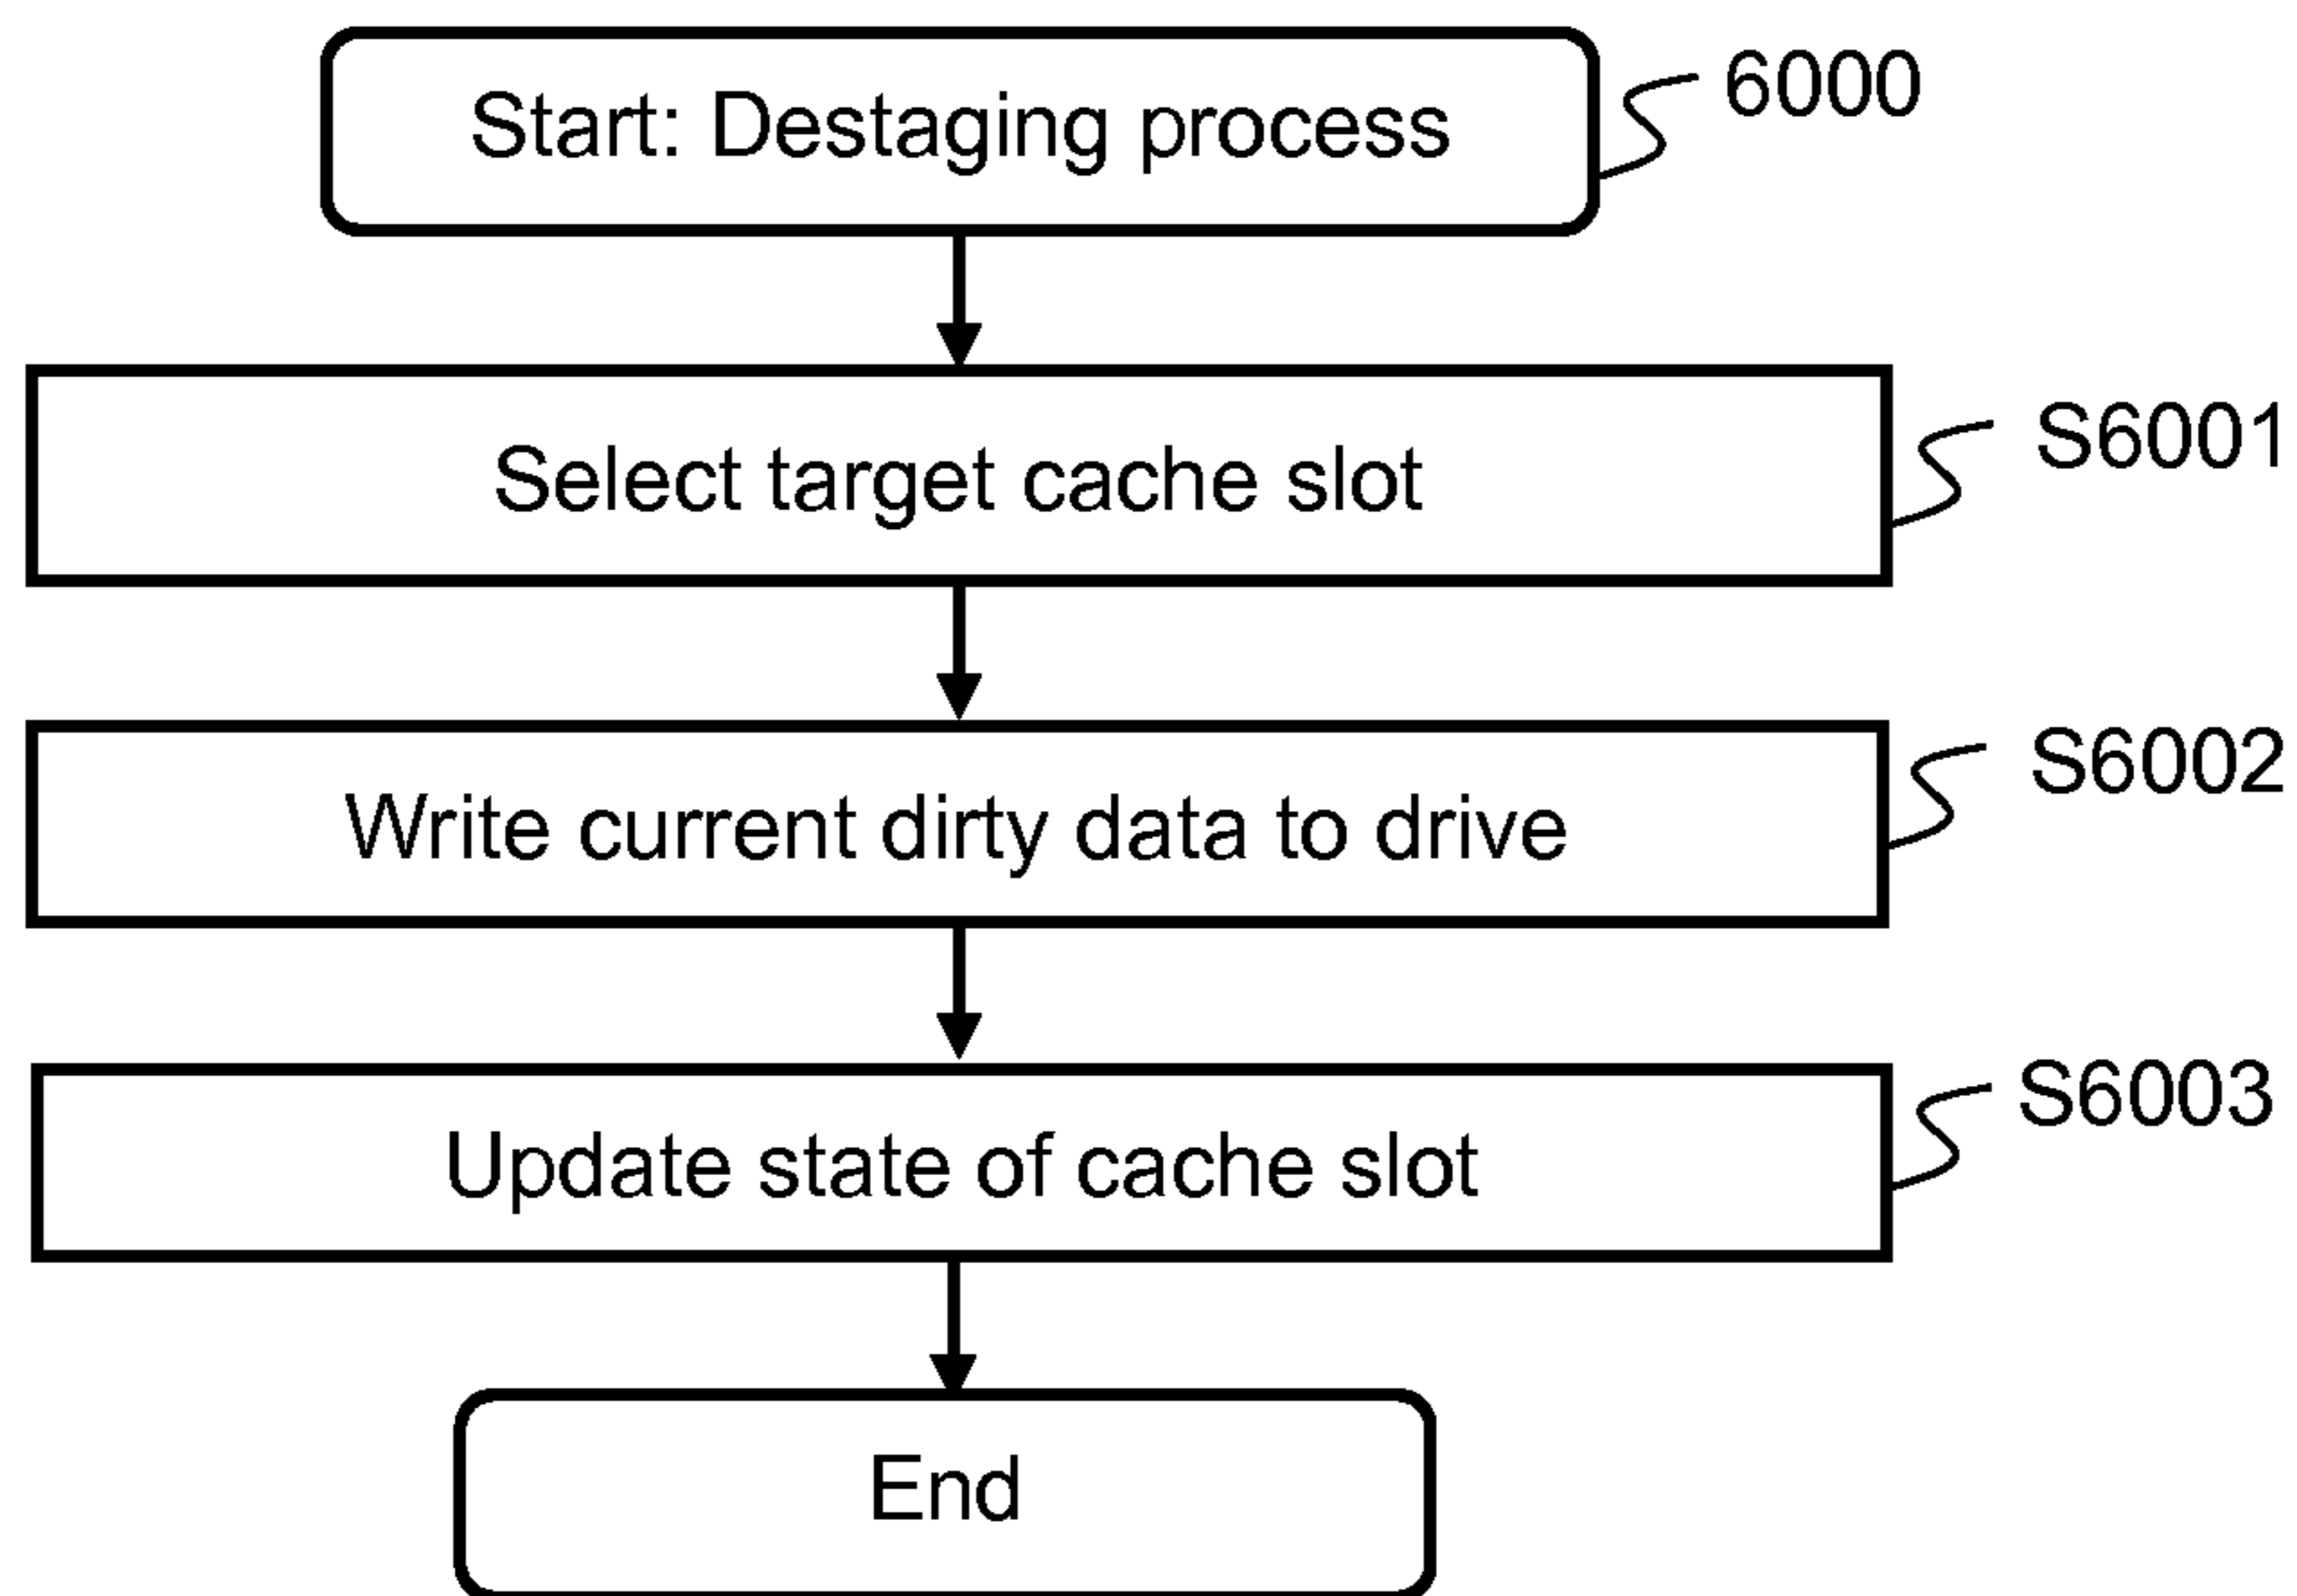 Start: Destaging process
6000
Select target cache slot
S6001
Write current dirty data to drive
S6002
Update state of cache slot
S6003
End